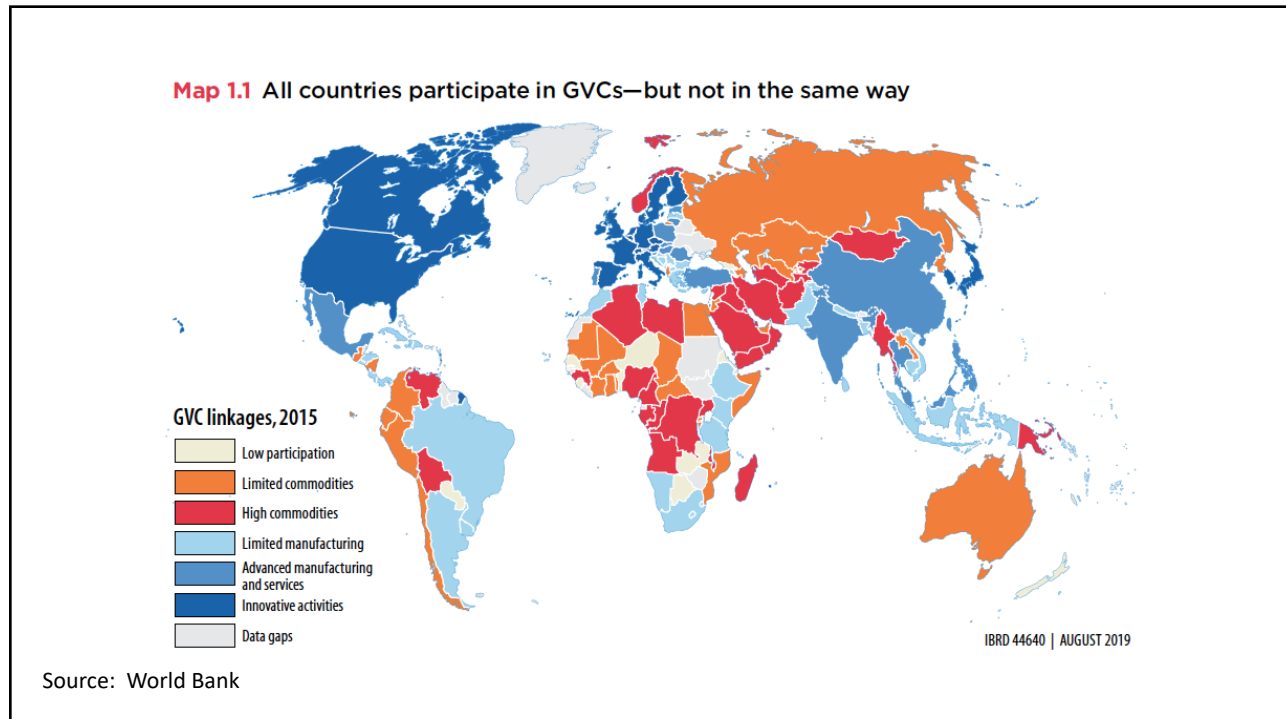 Map 1.1 All countries participate in GVCs—but not in the same way
GVC linkages, 2015
Low participation
Limited commodities
High commodities
Limited manufacturing
Advanced manufacturing
and services
Innovative activities
Data gaps
IBRD 44640 | AUGUST 2019
Source: World Bank